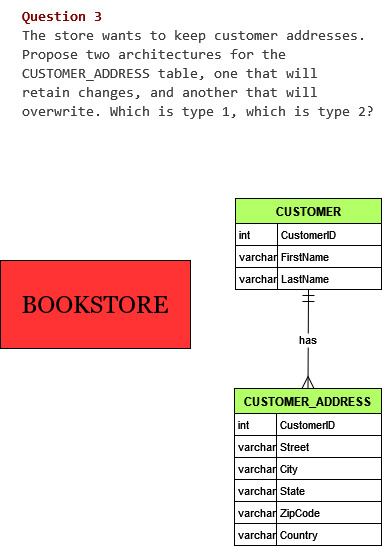 Question 3
The store wants to keep customer addresses.
Propose two architectures for the
CUSTOMER_ADDRESS table, one that will
retain changes, and another that will
overwrite. Which is type 1, which is type 2?
CUSTOMER
int CustomerID
varchar FirstName
varchar LastName
BOOKSTORE
has
CUSTOMER_ADDRESS
int CustomerID
varchar Street
varchar City
varchar State
varchar ZipCode
varchar Country